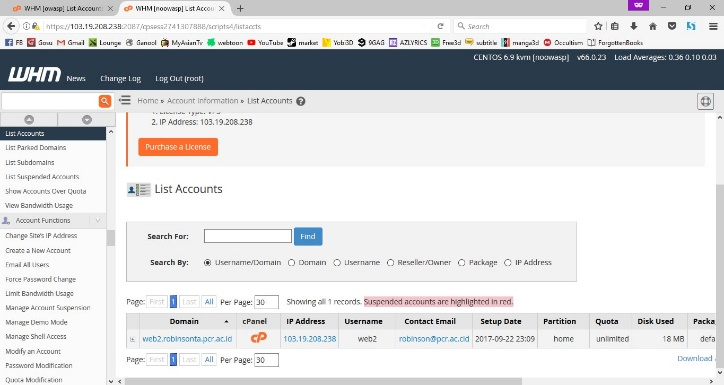 WHM [owasp] List Accounts
WHM [noowasp] List Account
https://103.19.208.238:2087/cpsess2741307888/scripts4/listaccts
Search
FB Gosu Gmail Lounge Ganool MyAsianTv webtoon YouTube market Yobi3D 9GAG AZLYRICS Free3d subtitle manga3d Occultism ForgottenBooks
CENTOS 6.9 kvm [noowasp] v66.0.23 Load Averages: 0.36 0.10 0.03
WHM News Change Log Log Out (root)
Home » Account Information » List Accounts
List Accounts
List Parked Domains
List Subdomains
List Suspended Accounts
Show Accounts Over Quota
View Bandwidth Usage
Account Functions
Change Site's IP Address
Create a New Account
Email All Users
Force Password Change
Limit Bandwidth Usage
Manage Account Suspension
Manage Demo Mode
Manage Shell Access
Modify an Account
Password Modification
Quota Modification
2. IP Address: 103.19.208.238
Purchase a License
List Accounts
Search For: Find
Search By: Username/Domain Domain Username Reseller/Owner Package IP Address
Page: First 1 Last All Per Page: 30 Showing all 1 records. Suspended accounts are highlighted in red.
Domain cPanel IP Address Username Contact Email Setup Date Partition Quota Disk Used Packa
web2.robinsonta.pcr.ac.id cP 103.19.208.238 web2 robinson@pcr.ac.id 2017-09-22 23:09 home unlimited 18 MB defa
Page: First 1 Last All Per Page: 30
Download